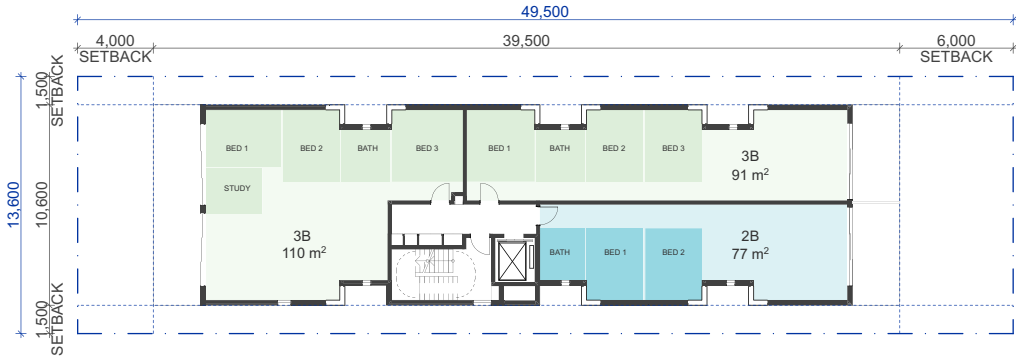 49,500
4,000
39,500
6,000
SETBACK
SETBACK
1,500
SETBACK
13,600
10,600
1,500
SETBACK
BED 1
BED 2
BATH
BED 3
BED 1
BATH
BED 2
BED 3
3B
91 m²
STUDY
3B
110 m²
BATH
BED 1
BED 2
2B
77 m²